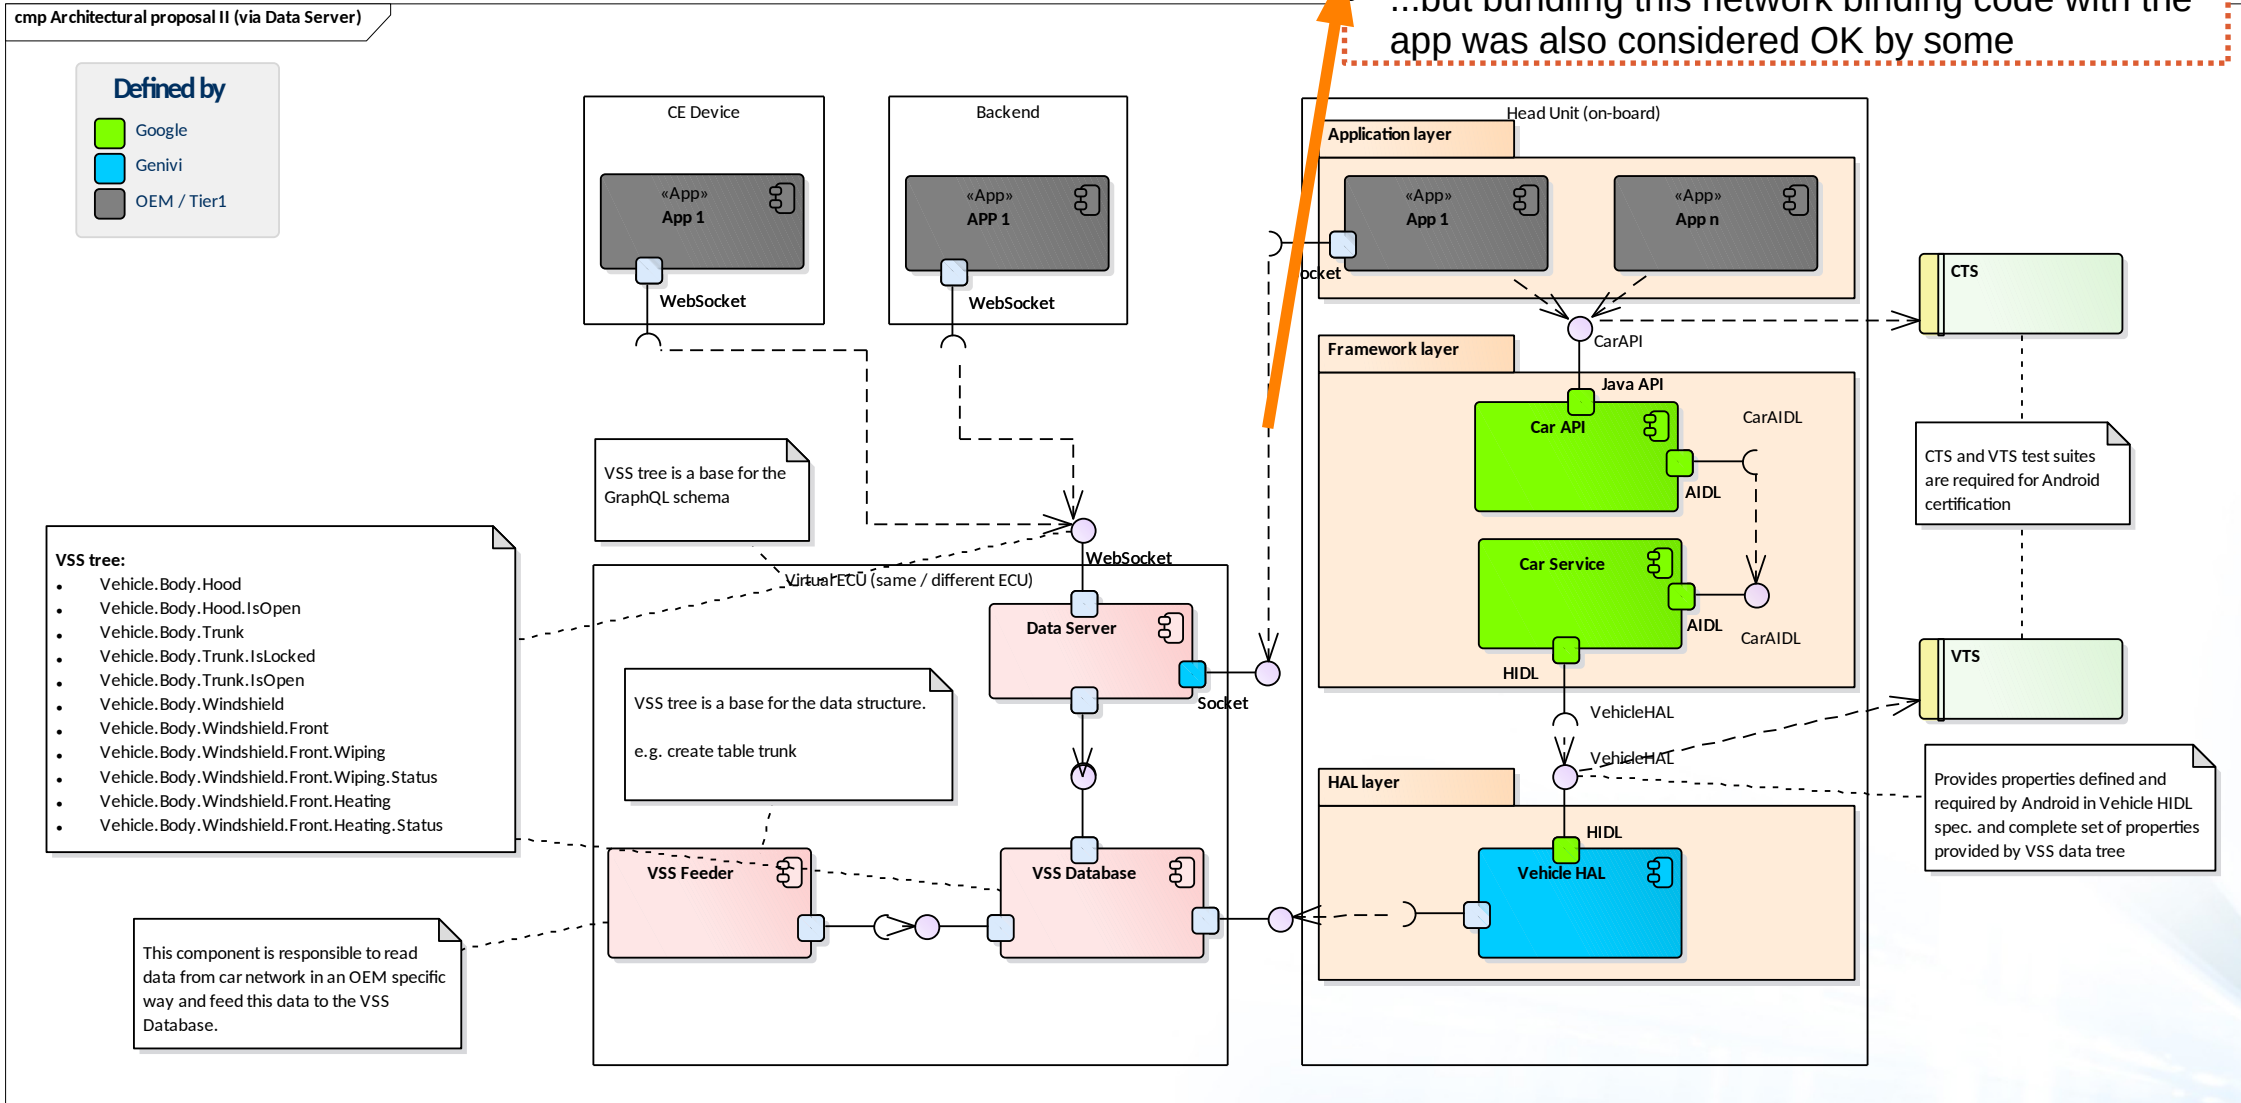 cmp Architectural proposal II (via Data Server)
...but bundling this network binding code with the
app was also considered OK by some
Defined by
Google
Genivi
OEM / Tier1
CE Device
«App»
App 1
WebSocket
Backend
«App»
APP 1
WebSocket
Head Unit (on-board)
Application layer
«App»
App 1
«App»
App n
ocket
CarAPI
CTS
Framework layer
Java API
Car API
CarAIDL
AIDL
CTS and VTS test suites
are required for Android
certification
Car Service
AIDL
CarAIDL
HIDL
VTS
VehicleHAL
VehicleHAL
HAL layer
HIDL
Vehicle HAL
Provides properties defined and
required by Android in Vehicle HIDL
spec. and complete set of properties
provided by VSS data tree
VSS tree is a base for the
GraphQL schema
WebSocket
Virtual ECU (same / different ECU)
Data Server
Socket
VSS tree is a base for the data structure.
e.g. create table trunk
VSS Feeder
VSS Database
VSS tree:
• Vehicle.Body.Hood
• Vehicle.Body.Hood.IsOpen
• Vehicle.Body.Trunk
• Vehicle.Body.Trunk.IsLocked
• Vehicle.Body.Trunk.IsOpen
• Vehicle.Body.Windshield
• Vehicle.Body.Windshield.Front
• Vehicle.Body.Windshield.Front.Wiping
• Vehicle.Body.Windshield.Front.Wiping.Status
• Vehicle.Body.Windshield.Front.Heating
• Vehicle.Body.Windshield.Front.Heating.Status
This component is responsible to read
data from car network in an OEM specific
way and feed this data to the VSS
Database.